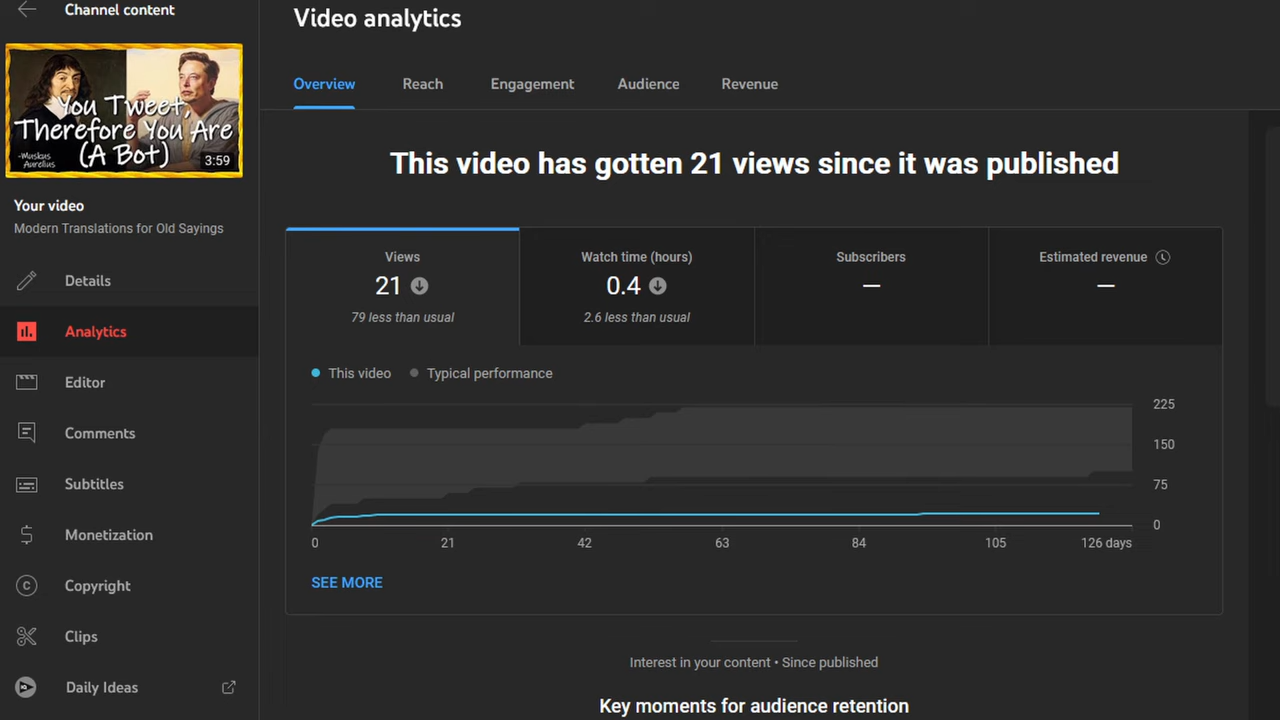 Channel content
You Tweet,
Therefore You Are
(A Bot)
-Muskus
Aurelius
3:59
Your video
Modern Translations for Old Sayings
Details
Analytics
Editor
Comments
Subtitles
Monetization
Copyright
Clips
Daily Ideas
Video analytics
Overview Reach Engagement Audience Revenue
This video has gotten 21 views since it was published
Views
21
79 less than usual
Watch time (hours)
0.4
2.6 less than usual
Subscribers
—
Estimated revenue
—
This video Typical performance
225
150
75
0
0 21 42 63 84 105 126 days
SEE MORE
Interest in your content • Since published
Key moments for audience retention